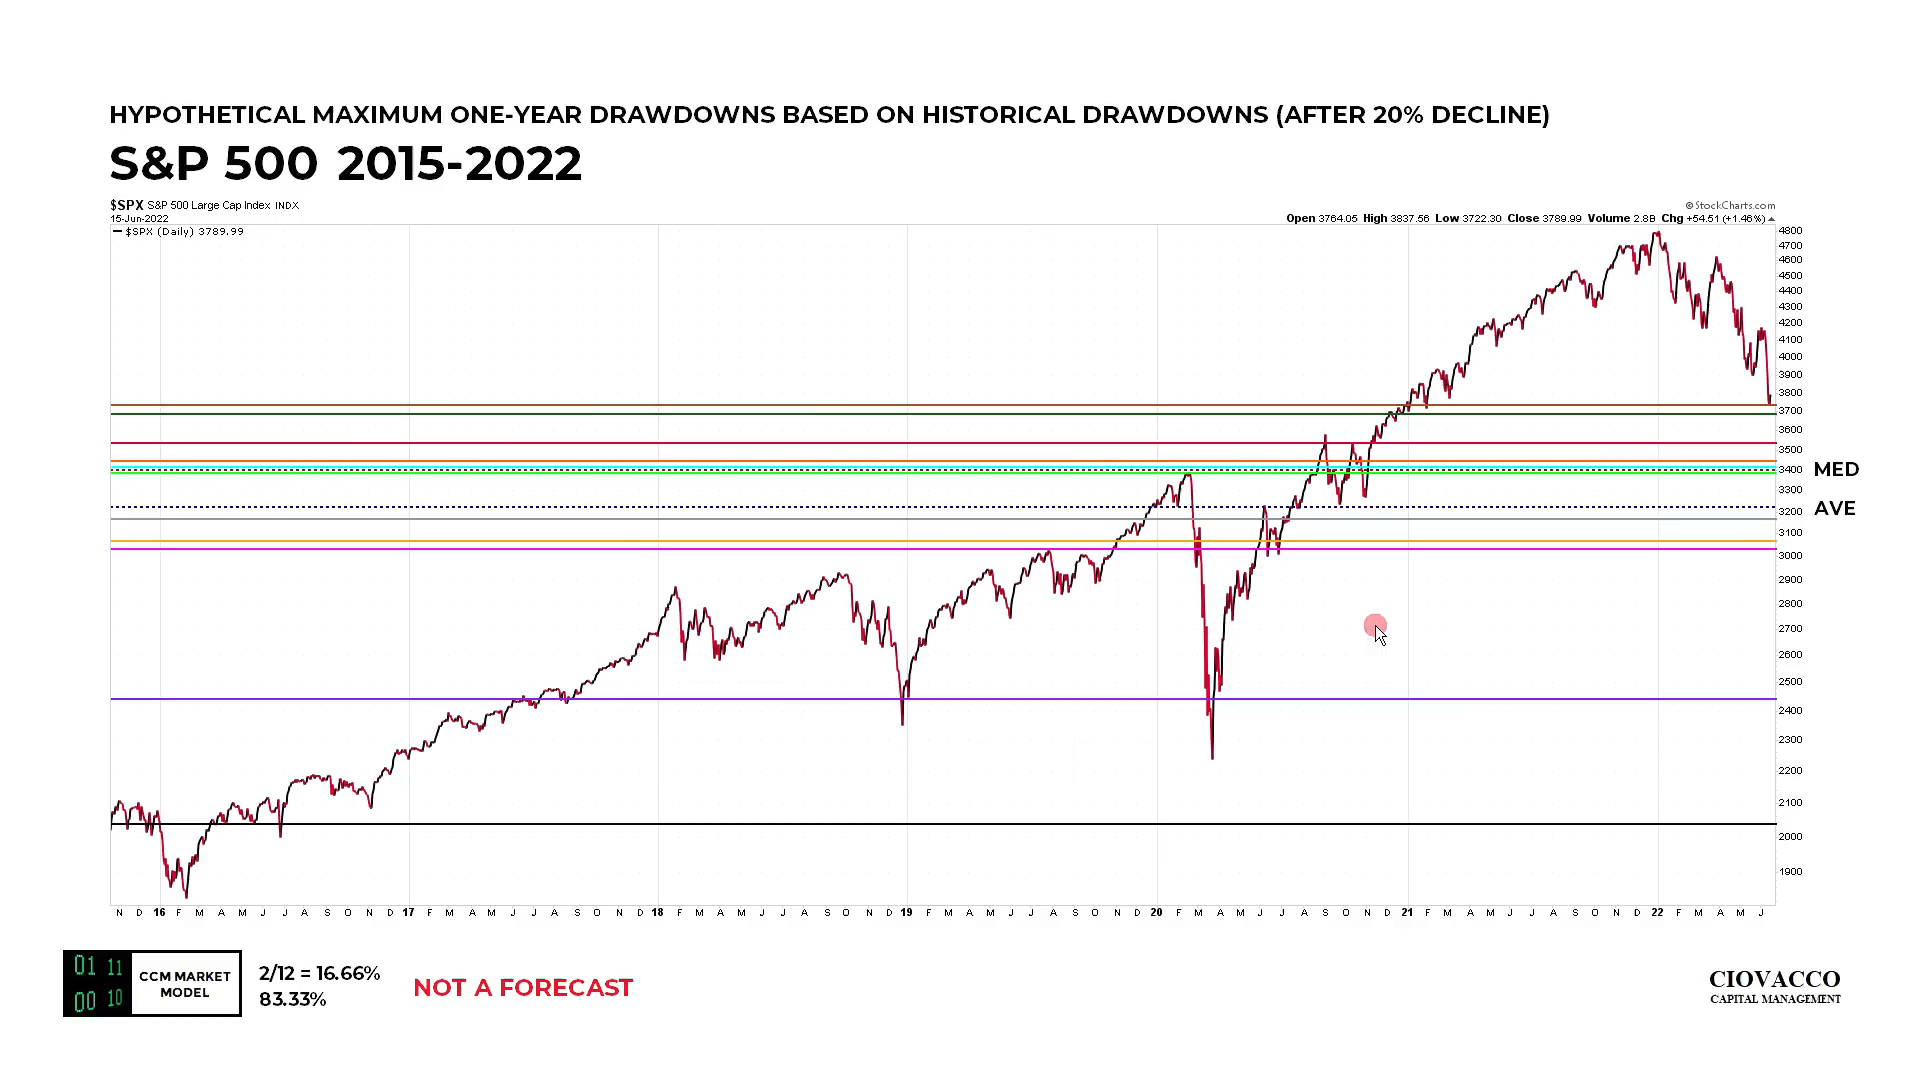 HYPOTHETICAL MAXIMUM ONE-YEAR DRAWDOWNS BASED ON HISTORICAL DRAWDOWNS (AFTER 20% DECLINE)
S&P 500 2015-2022
$SPX S&P 500 Large Cap Index INDX
© StockCharts.com
15-Jun-2022
Open 3764.05 High 3837.56 Low 3722.30 Close 3789.99 Volume 2.8B Chg +54.51 (+1.46%)
$SPX (Daily) 3789.99
4800
4700
4600
4500
4400
4300
4200
4100
4000
3900
3800
3700
3600
3500
3400
MED
3300
3200
AVE
3100
3000
2900
2800
2700
2600
2500
2400
2300
2200
2100
2000
1900
N D 16 F M A M J J A S O N D 17 F M A M J J A S O N D 18 F M A M J J A S O N D 19 F M A M J J A S O N D 20 F M A M J J A S O N D 21 F M A M J J A S O N D 22 F M A M J
01 11
00 10
CCM MARKET
MODEL
2/12 = 16.66%
83.33%
NOT A FORECAST
CIOVACCO
CAPITAL MANAGEMENT